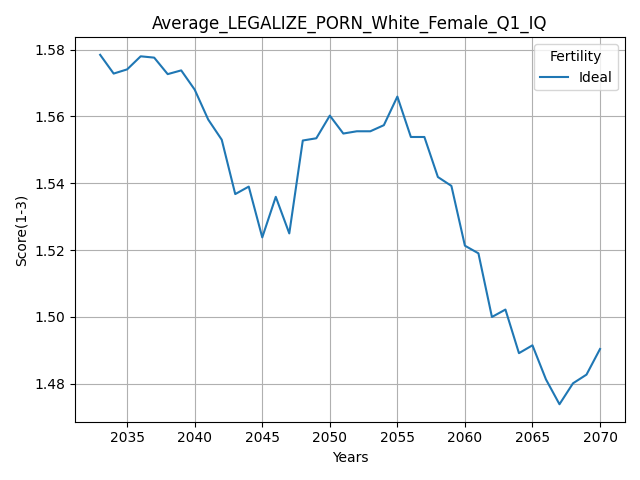 Average_LEGALIZE_PORN_White_Female_Q1_IQ
Fertility
Ideal
Score(1-3)
1.58
1.56
1.54
1.52
1.50
1.48
2035 2040 2045 2050 2055 2060 2065 2070
Years